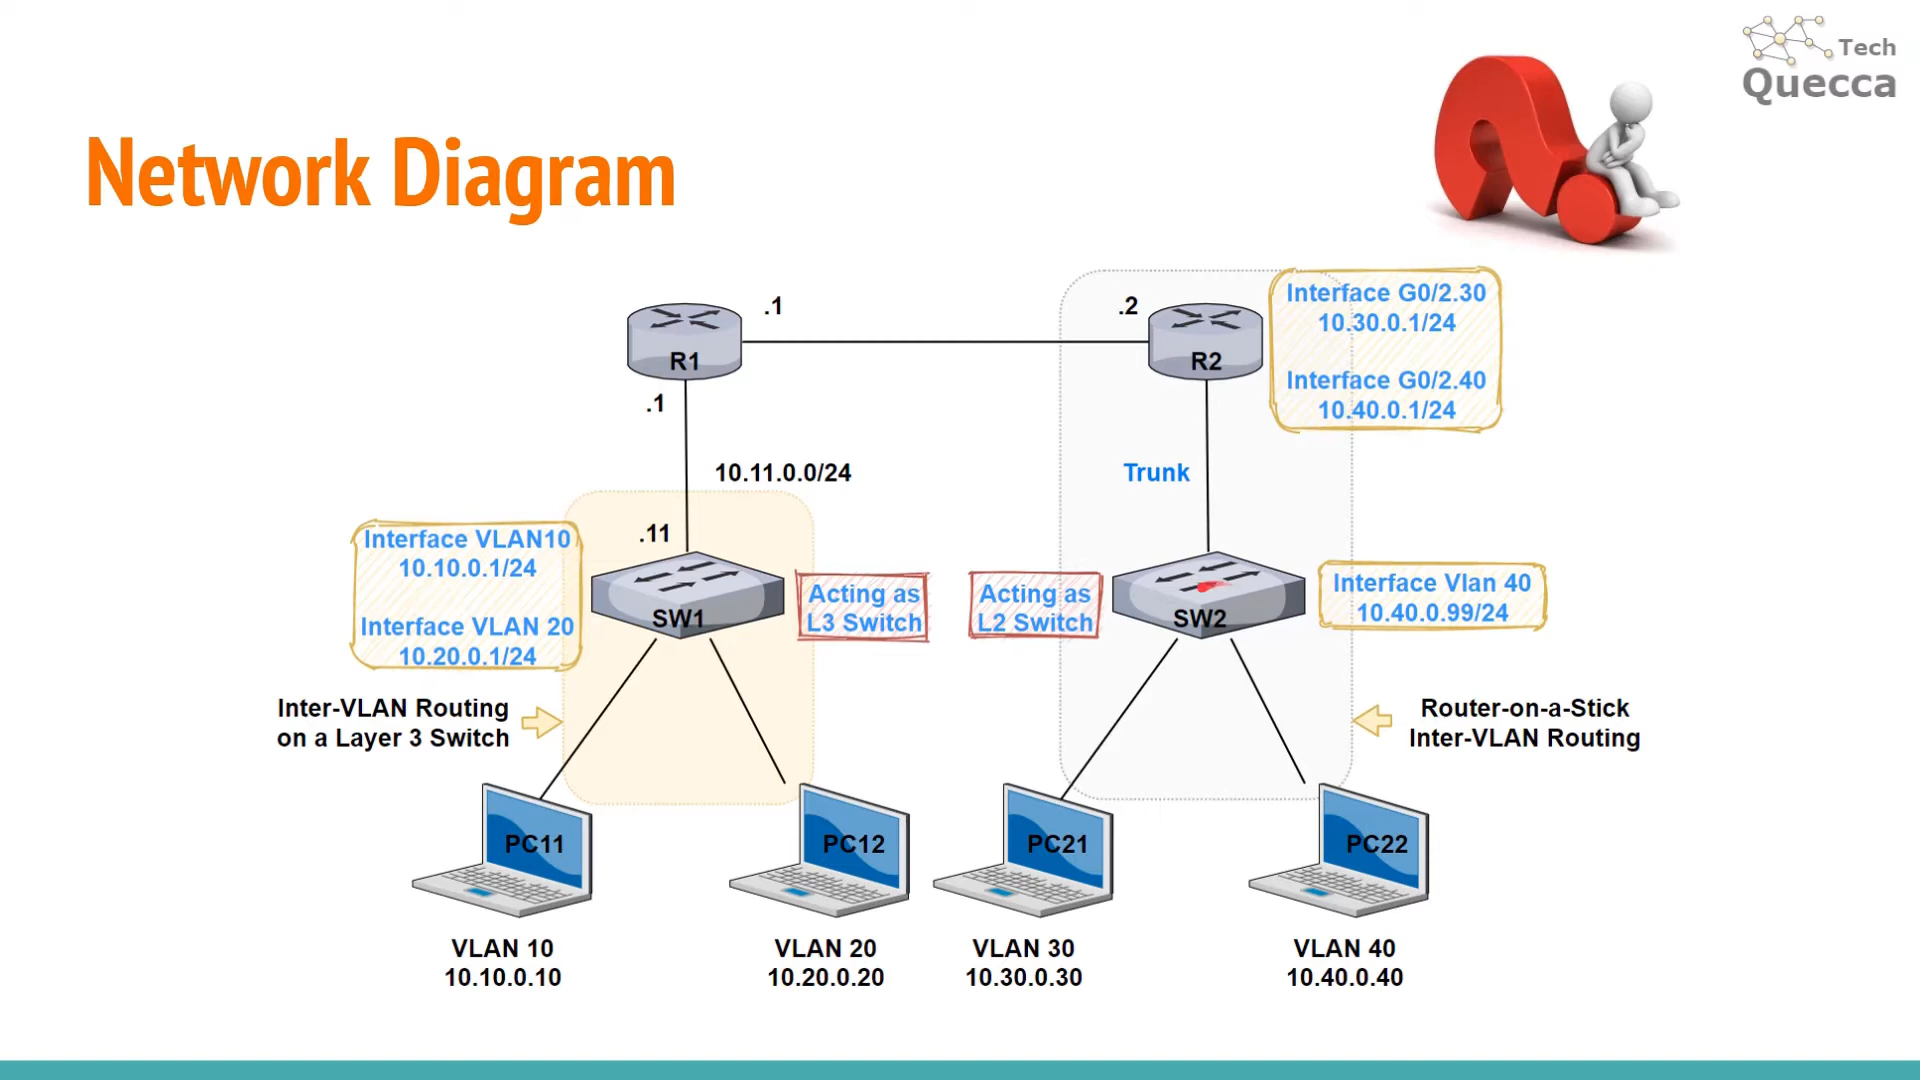 Tech
Quecca
Network Diagram
.1
.2
R1
R2
Interface G0/2.30
10.30.0.1/24
Interface G0/2.40
10.40.0.1/24
.1
10.11.0.0/24
Trunk
.11
Interface VLAN10
10.10.0.1/24
Interface VLAN 20
10.20.0.1/24
SW1
Acting as
L3 Switch
Acting as
L2 Switch
SW2
Interface Vlan 40
10.40.0.99/24
Inter-VLAN Routing
on a Layer 3 Switch
Router-on-a-Stick
Inter-VLAN Routing
PC11
PC12
PC21
PC22
VLAN 10
10.10.0.10
VLAN 20
10.20.0.20
VLAN 30
10.30.0.30
VLAN 40
10.40.0.40